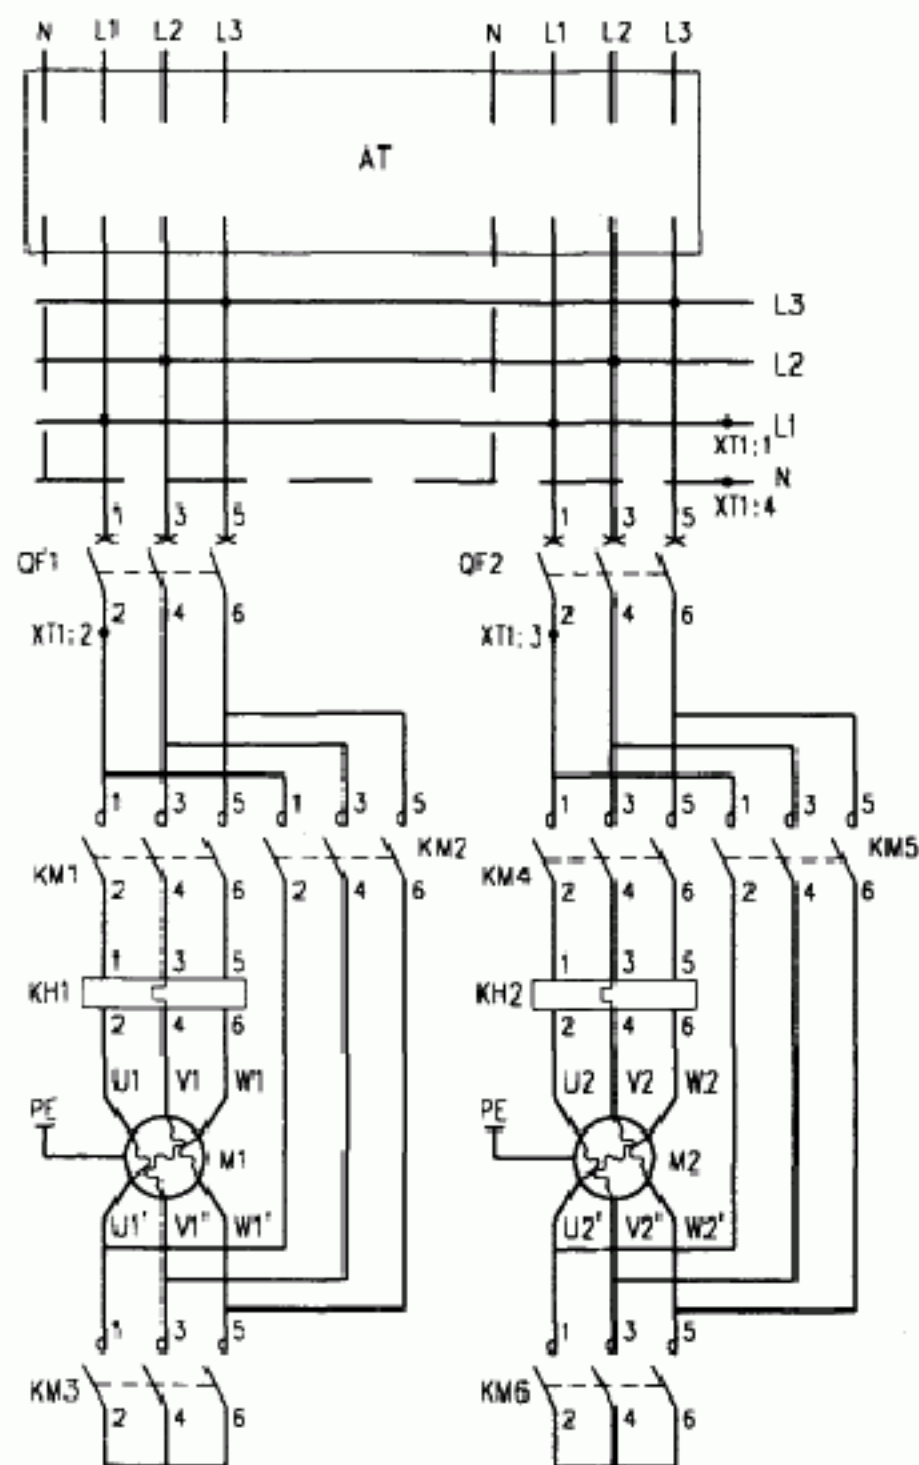 N L1 L2 L3 N L1 L2 L3
AT
L3
L2
L1
XT1:1
N
XT1:4
1 3 5 1 3 5
QF1 QF2
2 4 6 2 4 6
XT1:2 XT1:3
1 3 5 1 3 5 1 3 5 1 3 5
KM1 KM2 KM4 KM5
2 4 6 2 4 6 2 4 6 2 4 6
1 3 5 1 3 5
KH1 KH2
2 4 6 2 4 6
U1 V1 W1 U2 V2 W2
PE PE
M1 M2
U1' V1" W1' U2' V2" W2'
1 3 5 1 3 5
KM3 KM6
2 4 6 2 4 6